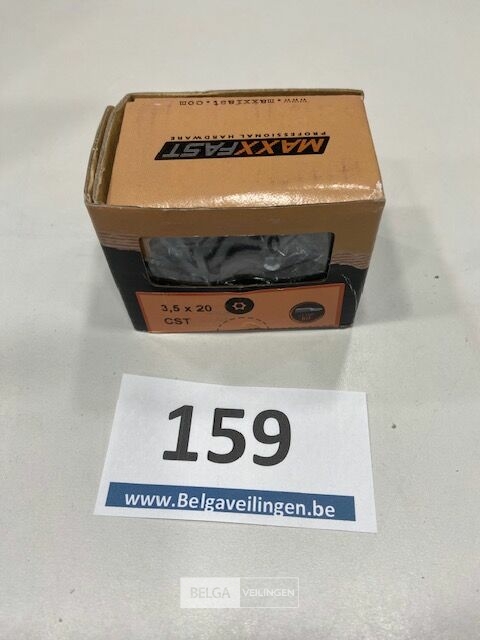 www.maxxfast.com
PROFESSIONAL HARDWARE
MAXXFAST
3,5 x 20
CST
159
www.Belgaveilingen.be
BELGA VEILINGEN